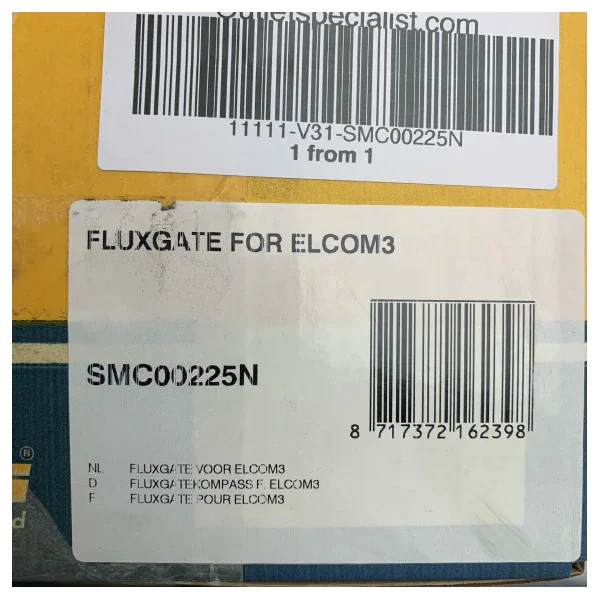 Outletspecialist.com
11111-V31-SMC00225N
1 from 1
FLUXGATE FOR ELCOM3
SMC00225N
8 717372 162398
NL FLUXGATE VOOR ELCOM3
D FLUXGATEKOMPASS F. ELCOM3
F FLUXGATE POUR ELCOM3
®
d